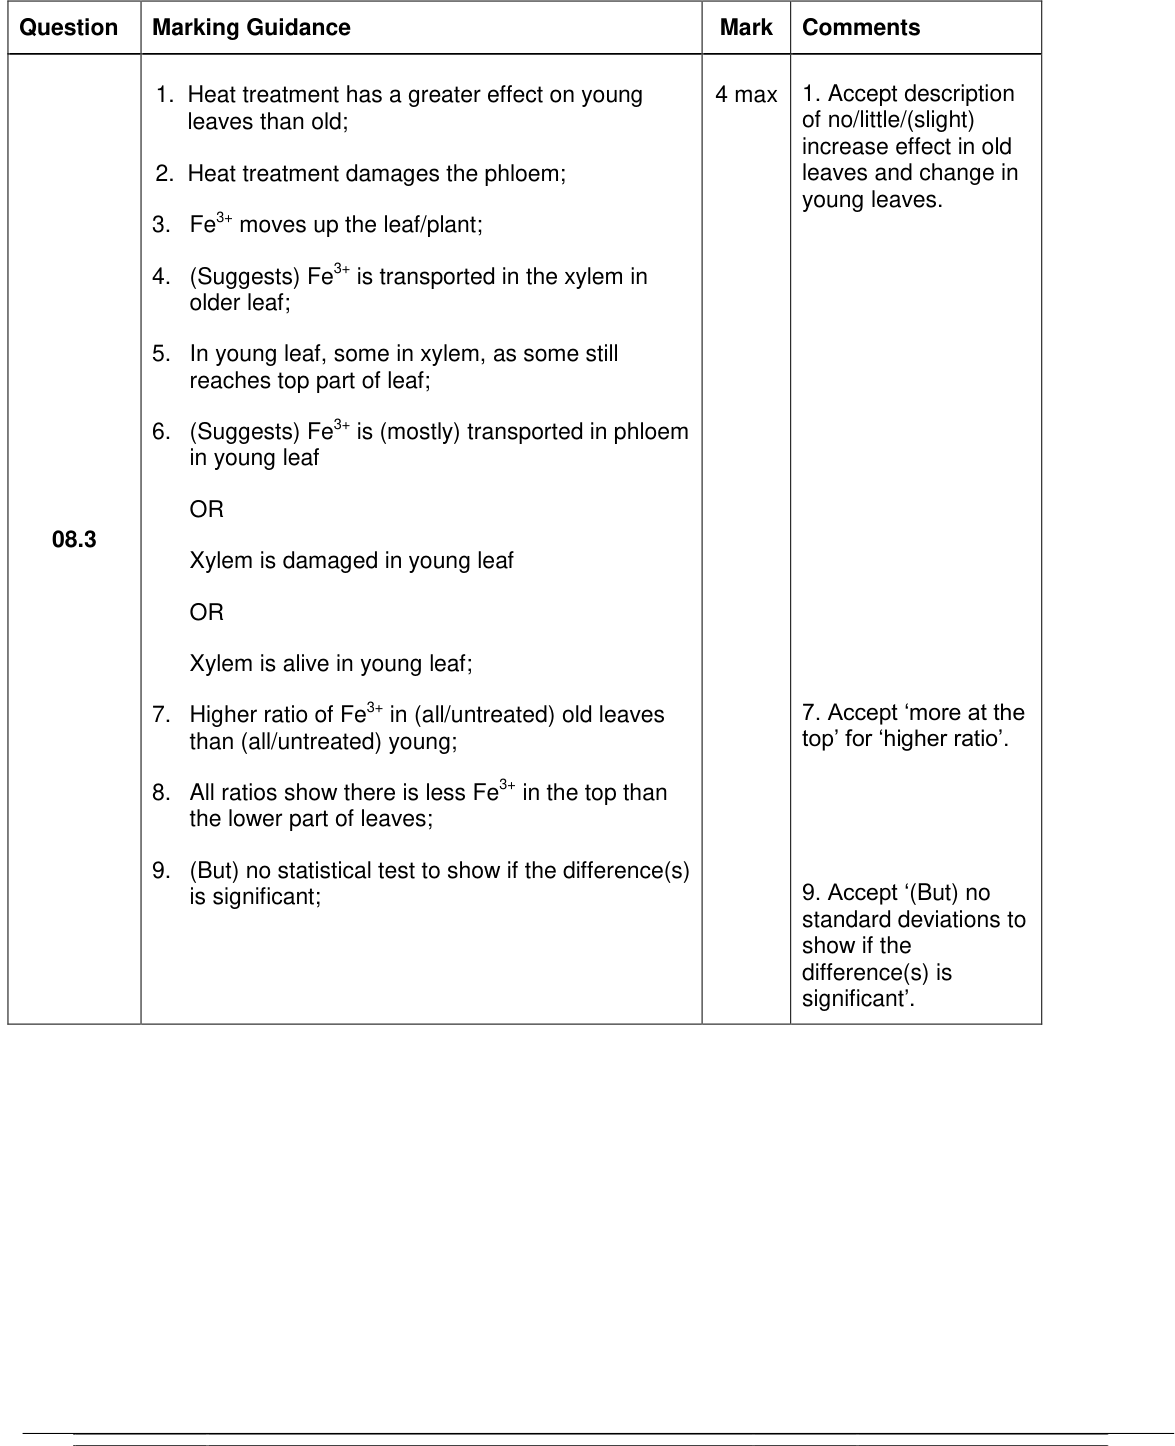 Question Marking Guidance Mark Comments
1. Heat treatment has a greater effect on young
leaves than old;
2. Heat treatment damages the phloem;
3. Fe³⁺ moves up the leaf/plant;
4. (Suggests) Fe³⁺ is transported in the xylem in
older leaf;
5. In young leaf, some in xylem, as some still
reaches top part of leaf;
6. (Suggests) Fe³⁺ is (mostly) transported in phloem
in young leaf
OR
Xylem is damaged in young leaf
OR
Xylem is alive in young leaf;
7. Higher ratio of Fe³⁺ in (all/untreated) old leaves
than (all/untreated) young;
8. All ratios show there is less Fe³⁺ in the top than
the lower part of leaves;
9. (But) no statistical test to show if the difference(s)
is significant;
08.3
4 max
1. Accept description
of no/little/(slight)
increase effect in old
leaves and change in
young leaves.
7. Accept ‘more at the
top’ for ‘higher ratio’.
9. Accept ‘(But) no
standard deviations to
show if the
difference(s) is
significant’.